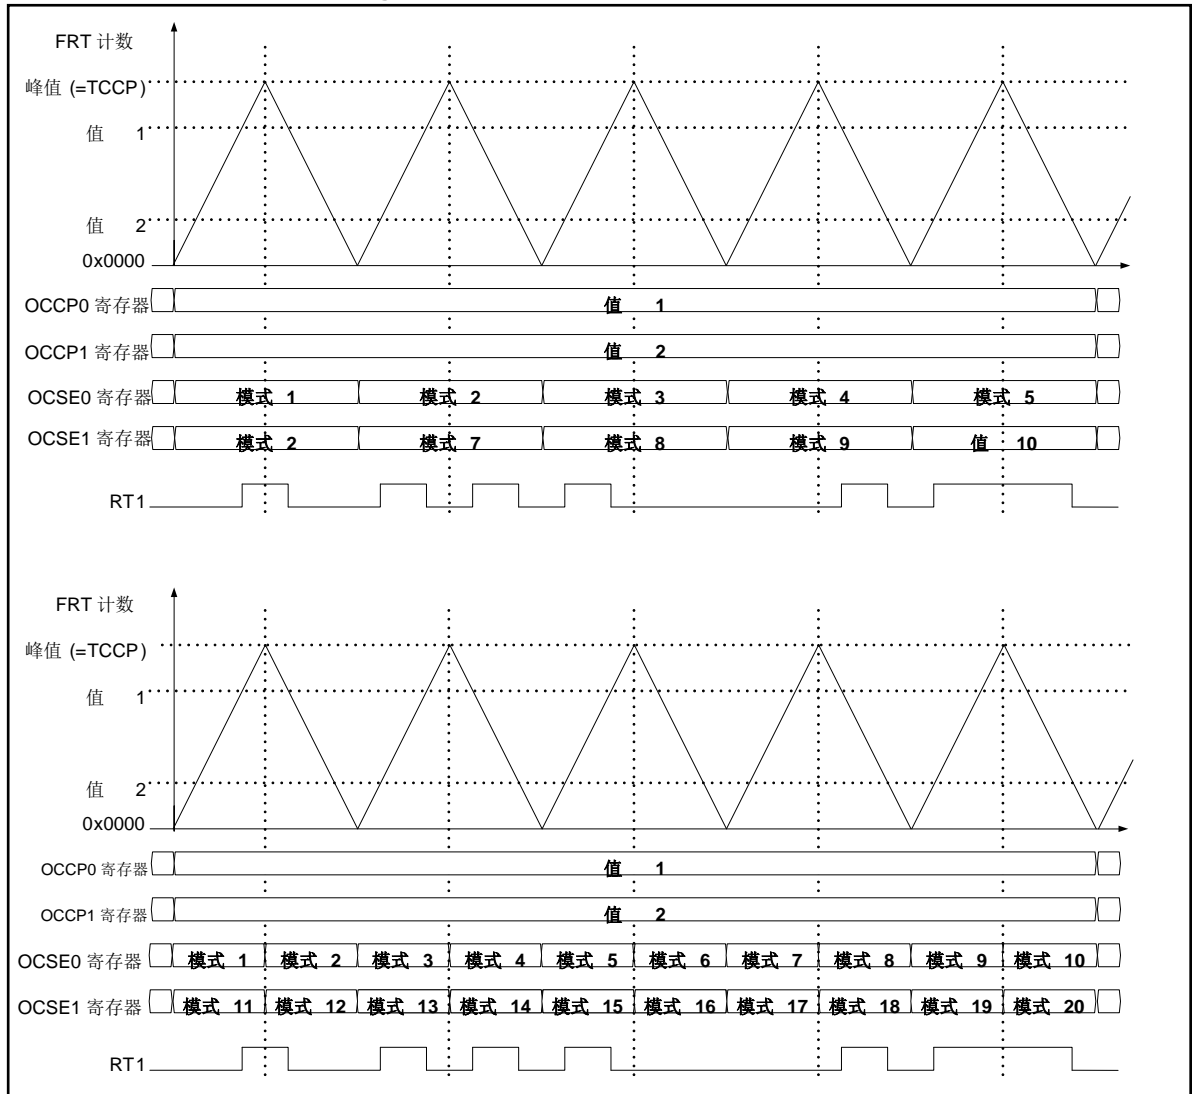 FRT 计数
峰值 (=TCCP)
值 1
值 2
0x0000
OCCP0 寄存器 值 1
OCCP1 寄存器 值 2
OCSE0 寄存器 模式 1 模式 2 模式 3 模式 4 模式 5
OCSE1 寄存器 模式 2 模式 7 模式 8 模式 9 值 10
RT1
FRT 计数
峰值 (=TCCP)
值 1
值 2
0x0000
OCCP0 寄存器 值 1
OCCP1 寄存器 值 2
OCSE0 寄存器 模式 1 模式 2 模式 3 模式 4 模式 5 模式 6 模式 7 模式 8 模式 9 模式 10
OCSE1 寄存器 模式 11 模式 12 模式 13 模式 14 模式 15 模式 16 模式 17 模式 18 模式 19 模式 20
RT1